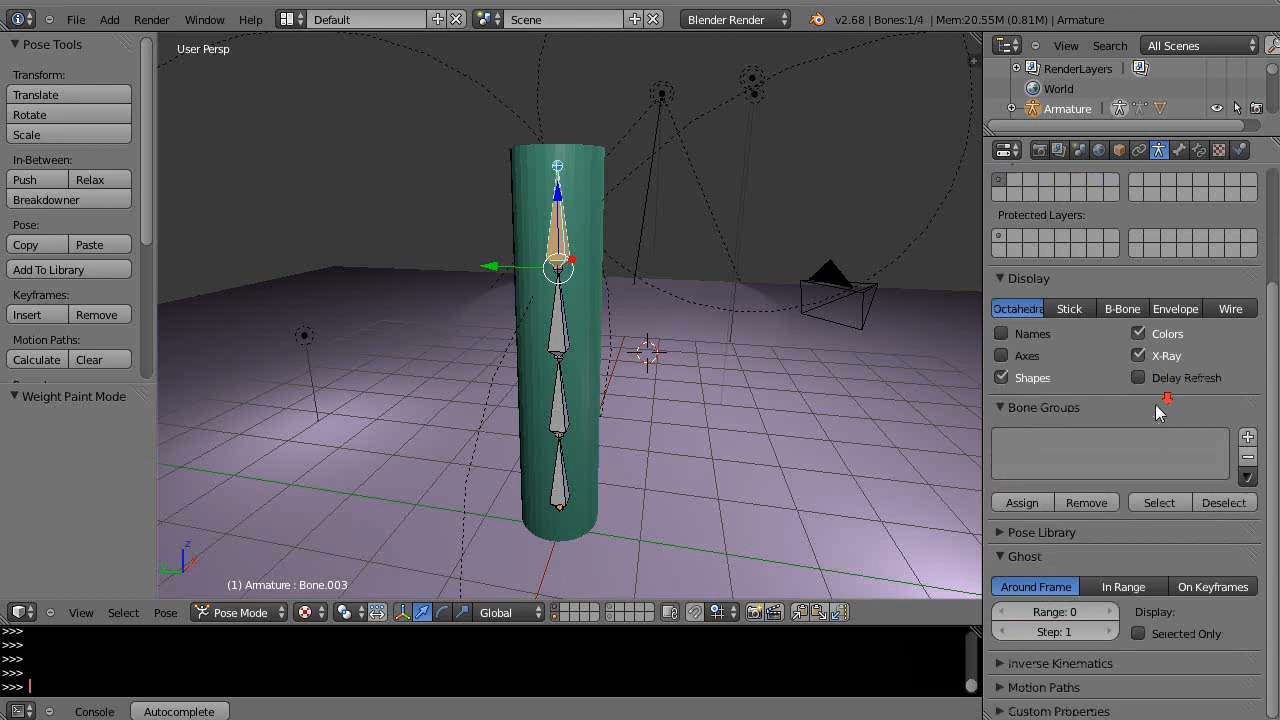 File Add Render Window Help Default Scene Blender Render v2.68 | Bones:1/4 | Mem:20.55M (0.81M) | Armature
Pose Tools
Transform:
Translate
Rotate
Scale
In-Between:
Push Relax
Breakdowner
Pose:
Copy Paste
Add To Library
Keyframes:
Insert Remove
Motion Paths:
Calculate Clear
Weight Paint Mode
User Persp
z
(1) Armature : Bone.003
View Select Pose Pose Mode Global
>>>
>>>
>>>
>>>
>>>
Console Autocomplete
View Search All Scenes
RenderLayers |
World
Armature |
Protected Layers:
Display
Octahedra Stick B-Bone Envelope Wire
Names Colors
Axes X-Ray
Shapes Delay Refresh
Bone Groups
Assign Remove Select Deselect
Pose Library
Ghost
Around Frame In Range On Keyframes
Range: 0 Display:
Step: 1 Selected Only
Inverse Kinematics
Motion Paths
Custom Properties